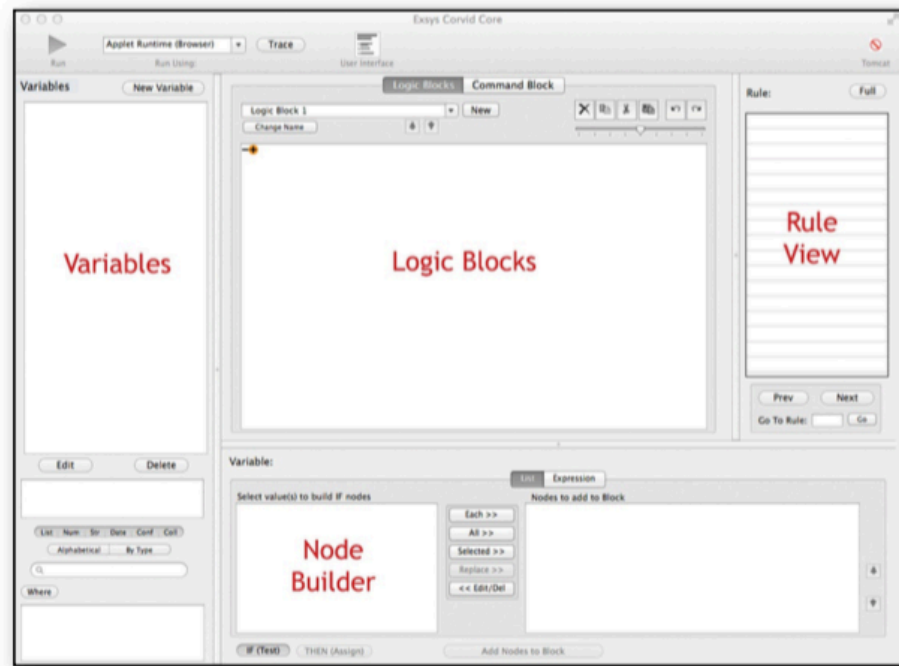 Exsys Corvid Core
Applet Runtime (Browser)
Trace
Run
Run Using:
User Interface
Tomcat
Variables
New Variable
Logic Blocks
Command Block
Rule:
Full
Logic Block 1
New
Change Name
Variables
Logic Blocks
Rule
View
Prev
Next
Go To Rule:
Go
Edit
Delete
Variable:
List
Expression
Select value(s) to build IF nodes
Nodes to add to Block
Each >>
All >>
Selected >>
Replace >>
<< Edit/Del
Node
Builder
List Num Str Date Conf Coll
Alphabetical
By Type
Where
IF (Test)
THEN (Assign)
Add Nodes to Block